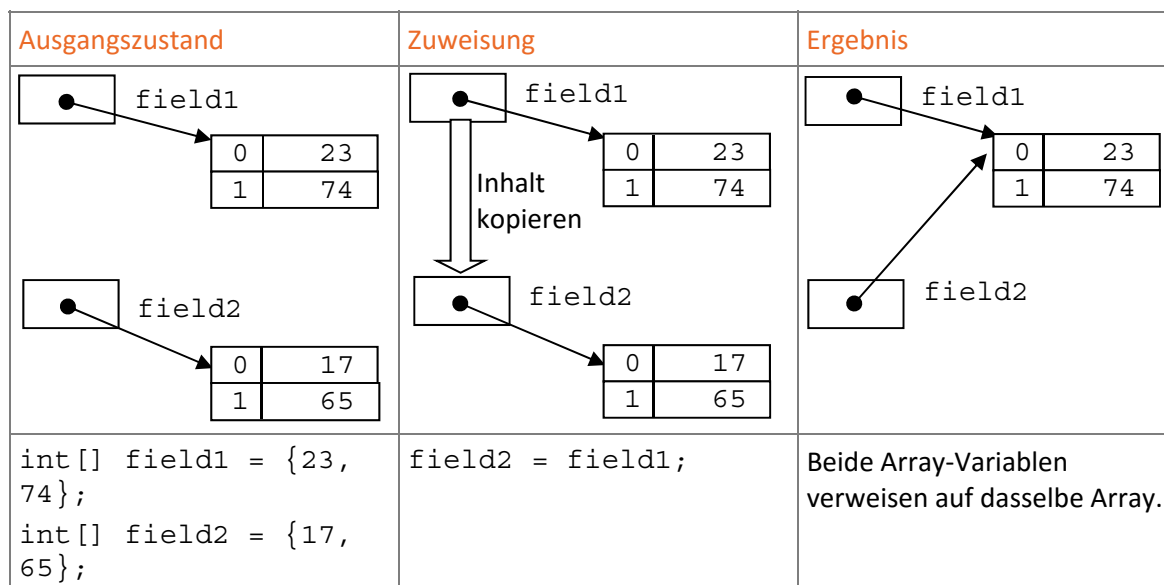 Ausgangszustand
field1
0 23
1 74
field2
0 17
1 65
int[] field1 = {23,
74};
int[] field2 = {17,
65};
Zuweisung
field1
0 23
1 74
Inhalt
kopieren
field2
0 17
1 65
field2 = field1;
Ergebnis
field1
0 23
1 74
field2
Beide Array-Variablen
verweisen auf dasselbe Array.